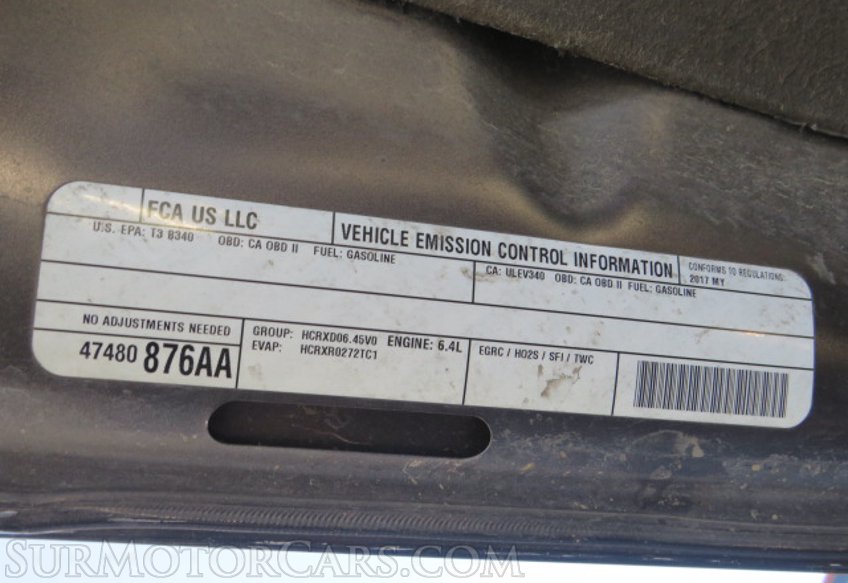 FCA US LLC
VEHICLE EMISSION CONTROL INFORMATION
CONFORMS TO REGULATIONS:
2017 MY
U.S. EPA: T3 B340 OBD: CA OBD II FUEL: GASOLINE
CA: ULEV340 OBD: CA OBD II FUEL: GASOLINE
NO ADJUSTMENTS NEEDED
47480 876AA
GROUP: HCRXD06.45V0 ENGINE: 6.4L
EVAP: HCRXR0272TC1
EGRC / HO2S / SFI / TWC
SURMOTORCARS.COM